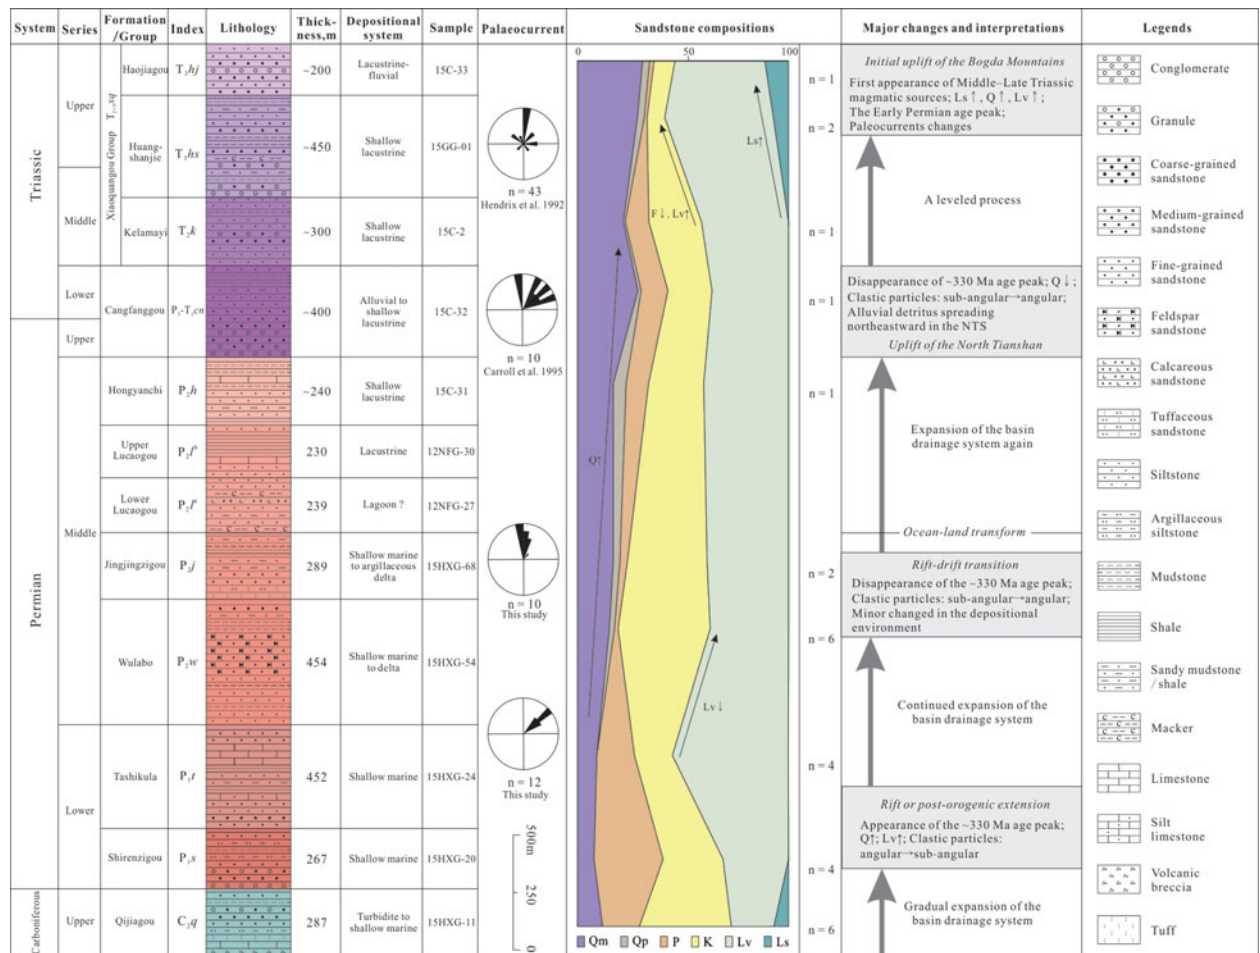 System
Series
Formation
/Group
Index
Lithology
Thick-
ness,m
Depositional
system
Sample
Palaeocurrent
Sandstone compositions
Major changes and interpretations
Legends
Triassic
Permian
Carboniferous
Upper
Middle
Lower
Upper
Middle
Lower
Upper
Xiaoquangou Group
Haojiagou
T₃hj
~200
Lacustrine-
fluvial
15C-33
Huang-
shanjie
T₃hs
~450
Shallow
lacustrine
15GG-01
Kelamayi
T₂k
~300
Shallow
lacustrine
15C-2
Cangfanggou
P₃-T₁cn
~400
Alluvial to
shallow
lacustrine
15C-32
Hongyanchi
P₂h
~240
Shallow
lacustrine
15C-31
Upper
Lucaogou
P₂lᵇ
230
Lacustrine
12NFG-30
Lower
Lucaogou
P₂lᵃ
239
Lagoon ?
12NFG-27
Jingjingzigou
P₂j
289
Shallow marine
to argillaceous
delta
15HXG-68
Wulabo
P₂w
454
Shallow marine
to delta
15HXG-54
Tashikula
P₁t
452
Shallow marine
15HXG-24
Shirenzigou
P₁s
267
Shallow marine
15HXG-20
Qijiagou
C₂q
287
Turbidite to
shallow marine
15HXG-11
n = 43
Hendrix et al. 1992
n = 10
Carroll et al. 1995
n = 10
This study
n = 12
This study
500m
250
0
0
50
100
Ls↑
F↓, Lv↑
Q↑
Lv↓
Qm
Qp
P
K
Lv
Ls
n = 1
n = 2
n = 1
n = 1
n = 1
n = 2
n = 6
n = 4
n = 4
n = 6
Initial uplift of the Bogda Mountains
First appearance of Middle–Late Triassic
magmatic sources; Ls↑, Q↑, Lv↑;
The Early Permian age peak;
Paleocurrents changes
A leveled process
Disappearance of ~330 Ma age peak; Q↓;
Clastic particles: sub-angular→angular;
Alluvial detritus spreading
northeastward in the NTS
Uplift of the North Tianshan
Expansion of the basin
drainage system again
Ocean-land transform
Rift-drift transition
Disappearance of the ~330 Ma age peak;
Clastic particles: sub-angular→angular;
Minor changed in the depositional
environment
Continued expansion of the
basin drainage system
Rift or post-orogenic extension
Appearance of the ~330 Ma age peak;
Q↑; Lv↑; Clastic particles:
angular→sub-angular
Gradual expansion of the
basin drainage system
Conglomerate
Granule
Coarse-grained
sandstone
Medium-grained
sandstone
Fine-grained
sandstone
Feldspar
sandstone
Calcareous
sandstone
Tuffaceous
sandstone
Siltstone
Argillaceous
siltstone
Mudstone
Shale
Sandy mudstone
/shale
Macker
Limestone
Silt
limestone
Volcanic
breccia
Tuff